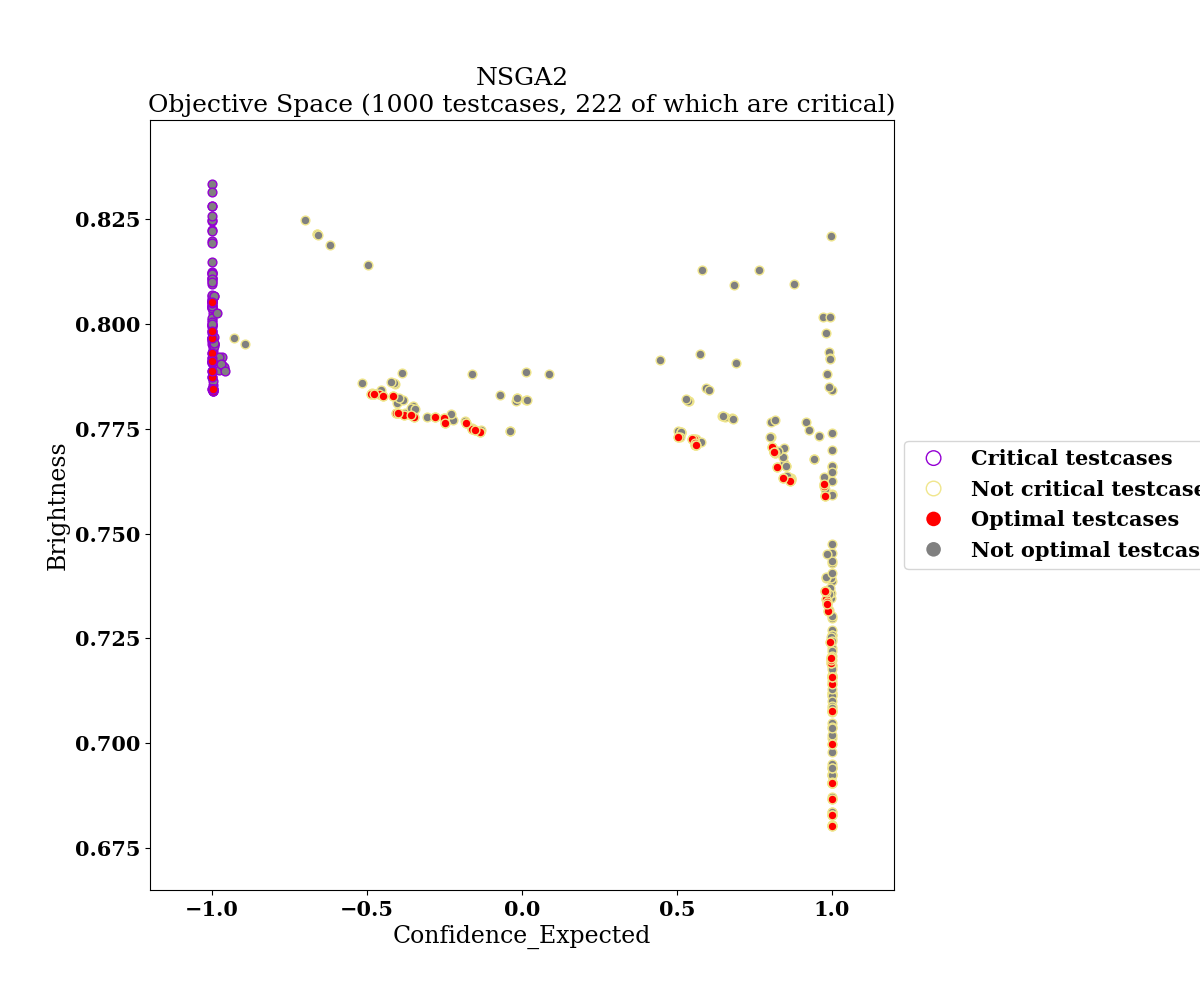 NSGA2
Objective Space (1000 testcases, 222 of which are critical)
0.825
0.800
0.775
0.750
0.725
0.700
0.675
Brightness
−1.0
−0.5
0.0
0.5
1.0
Confidence_Expected
Critical testcases
Not critical testcase
Optimal testcases
Not optimal testcas